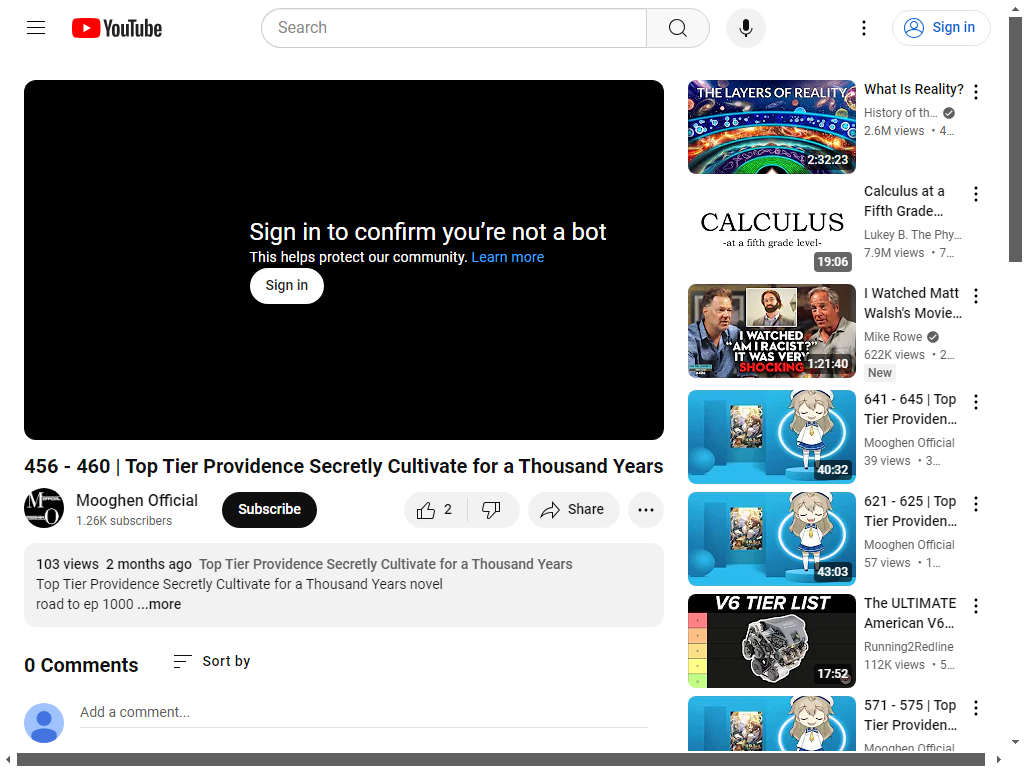 YouTube
Search
Sign in
Sign in to confirm you’re not a bot
This helps protect our community. Learn more
Sign in
456 - 460 | Top Tier Providence Secretly Cultivate for a Thousand Years
Mooghen Official
1.26K subscribers
Subscribe
2
Share
103 views 2 months ago Top Tier Providence Secretly Cultivate for a Thousand Years
Top Tier Providence Secretly Cultivate for a Thousand Years novel
road to ep 1000 ...more
0 Comments
Sort by
Add a comment...
THE LAYERS OF REALITY
2:32:23
What Is Reality?
History of th...
2.6M views • 4...
CALCULUS
-at a fifth grade level-
19:06
Calculus at a
Fifth Grade...
Lukey B. The Phy...
7.9M views • 7...
I WATCHED
"AM I RACIST?"
IT WAS VERY
SHOCKING
1:21:40
I Watched Matt
Walsh's Movie...
Mike Rowe
622K views • 2...
New
40:32
641 - 645 | Top
Tier Providen...
Mooghen Official
39 views • 3...
43:03
621 - 625 | Top
Tier Providen...
Mooghen Official
57 views • 1...
V6 TIER LIST
17:52
The ULTIMATE
American V6...
Running2Redline
112K views • 5...
571 - 575 | Top
Tier Providen...
Mooghen Official